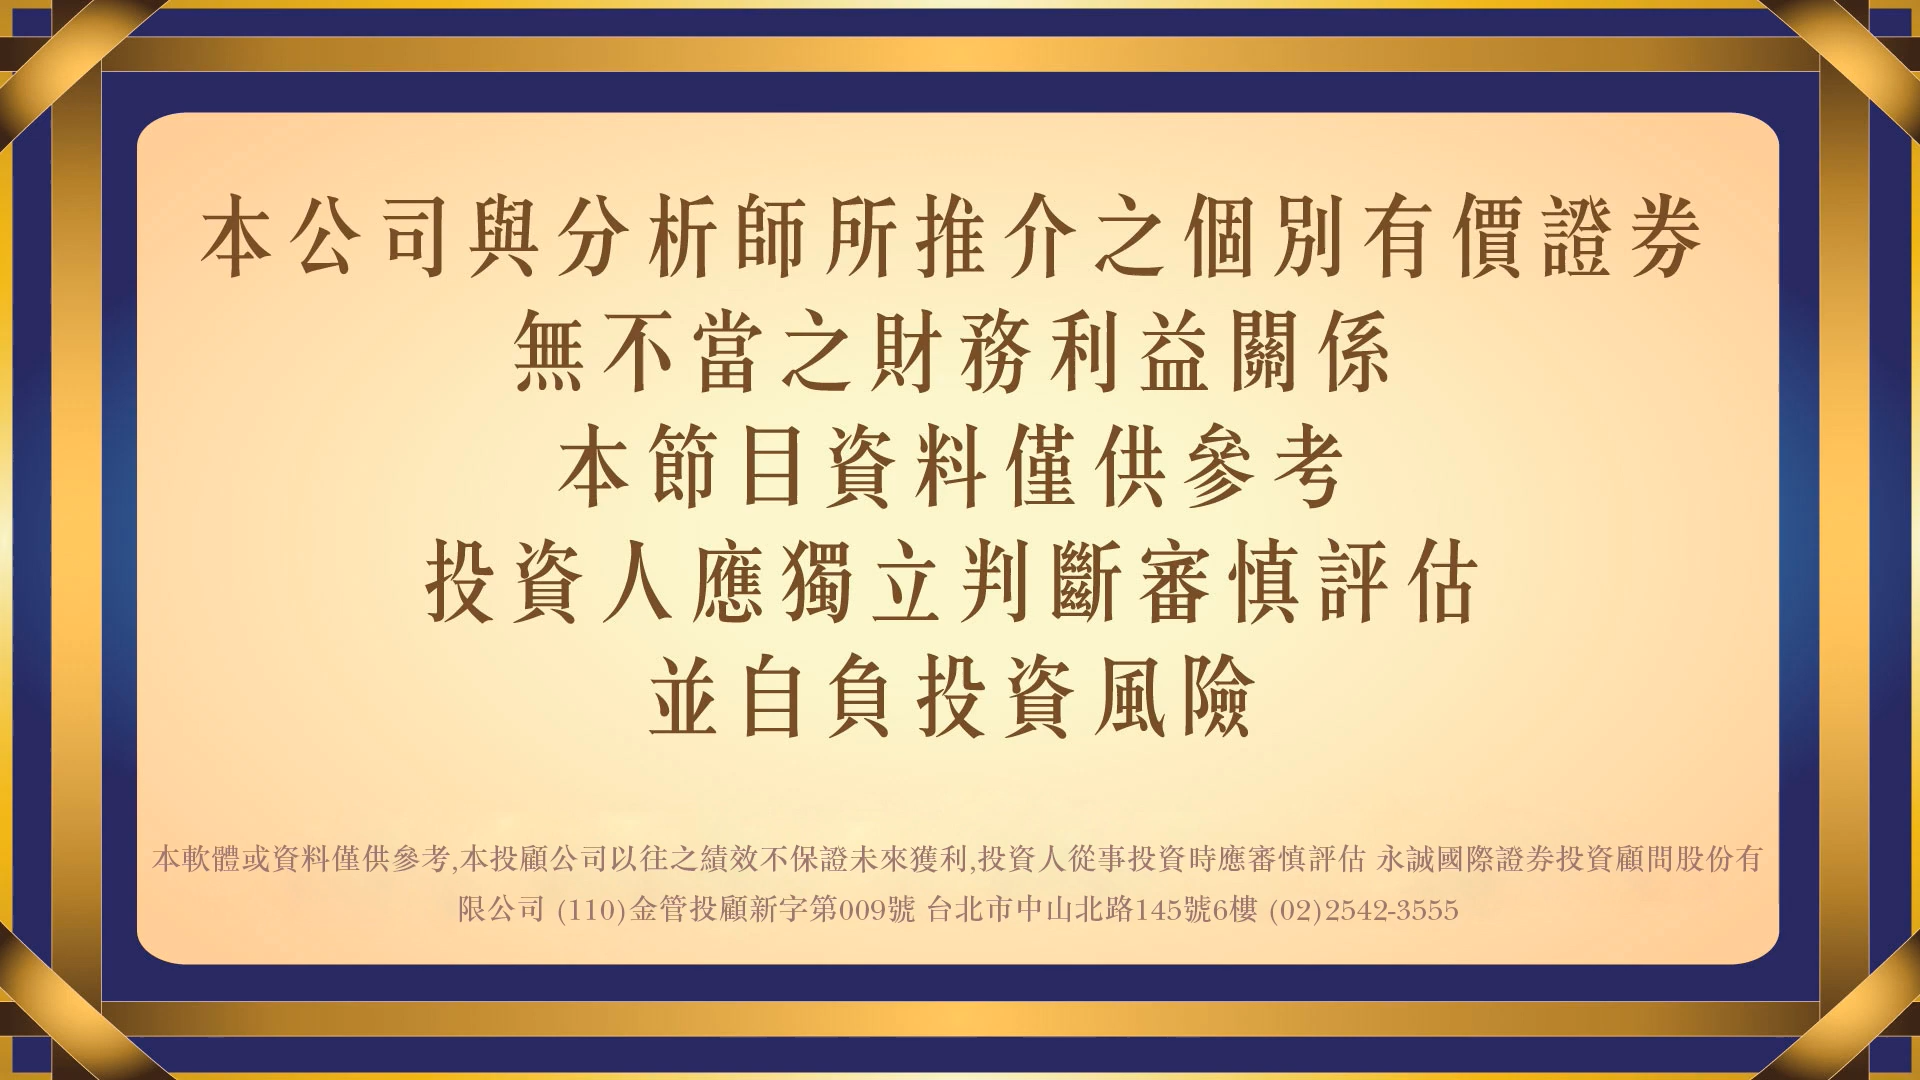 本公司與分析師所推介之個別有價證券
無不當之財務利益關係
本節目資料僅供參考
投資人應獨立判斷審慎評估
並自負投資風險
本軟體或資料僅供參考,本投顧公司以往之績效不保證未來獲利,投資人從事投資時應審慎評估 永誠國際證券投資顧問股份有
限公司 (110)金管投顧新字第009號 台北市中山北路145號6樓 (02)2542-3555